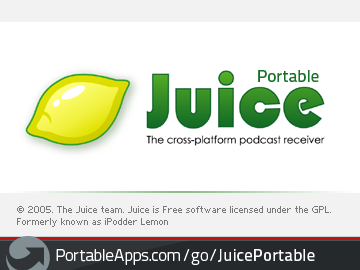 Portable
Juice
The cross-platform podcast receiver
© 2005. The Juice team. Juice is Free software licensed under the GPL.
Formerly known as iPodder Lemon
PortableApps.com/go/JuicePortable